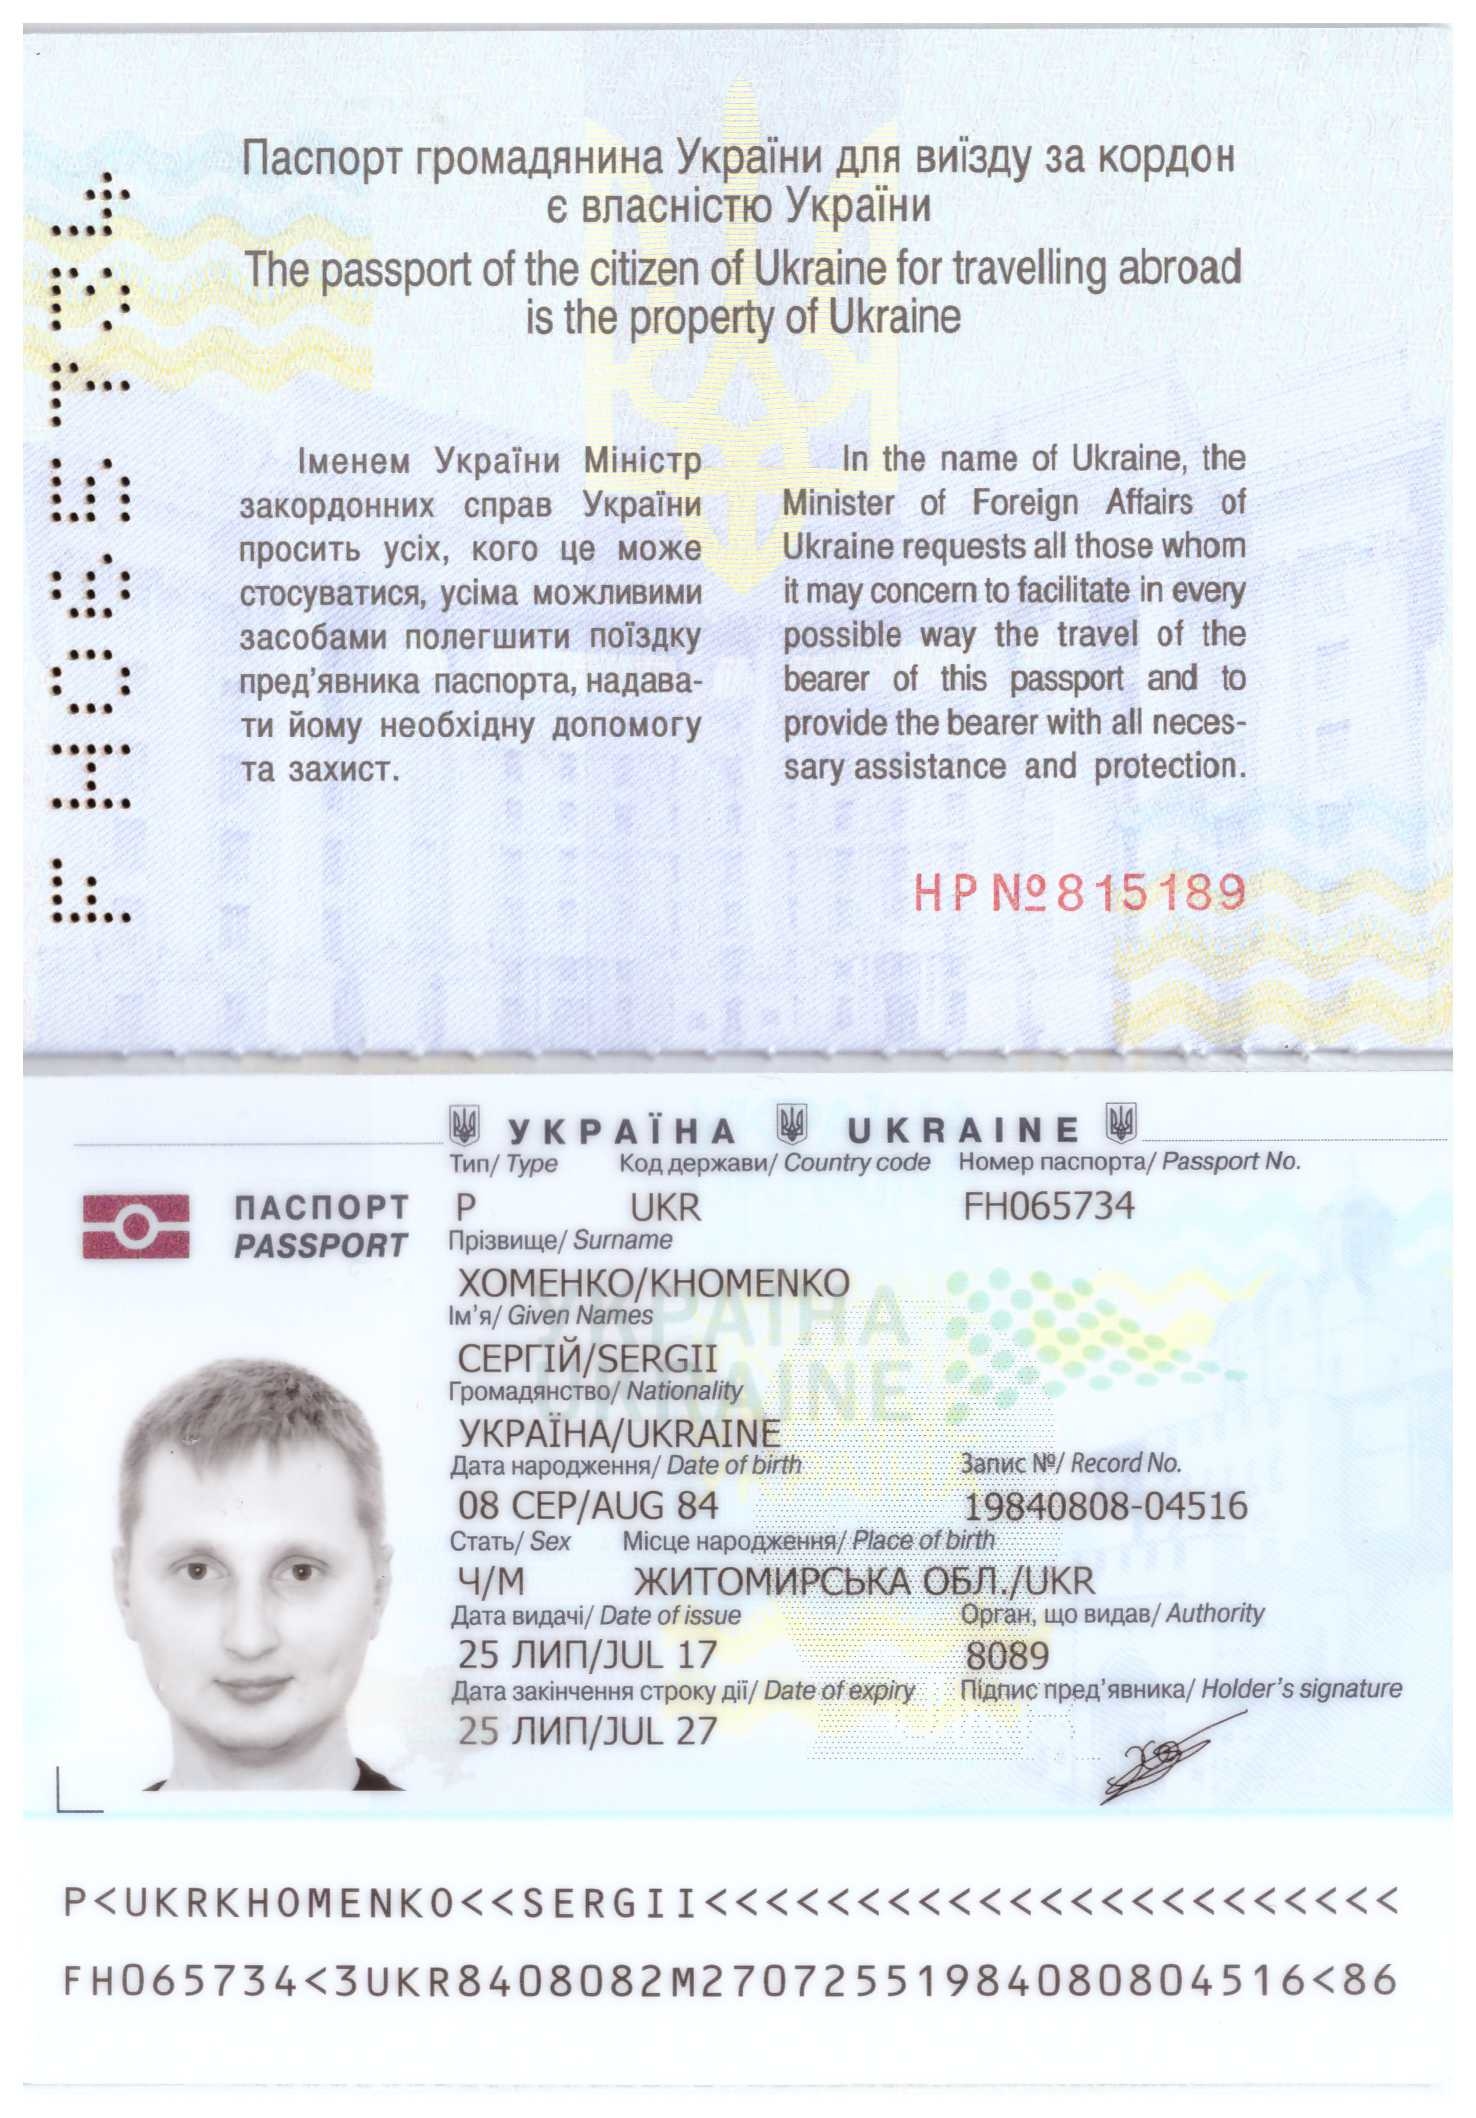 Паспорт громадянина України для виїзду за кордон
є власністю України
The passport of the citizen of Ukraine for travelling abroad
is the property of Ukraine
Іменем України Міністр
закордонних справ України
просить усіх, кого це може
стосуватися, усіма можливими
засобами полегшити поїздку
пред’явника паспорта, надава-
ти йому необхідну допомогу
та захист.
In the name of Ukraine, the
Minister of Foreign Affairs of
Ukraine requests all those whom
it may concern to facilitate in every
possible way the travel of the
bearer of this passport and to
provide the bearer with all neces-
sary assistance and protection.
FH065734
HP№815189
УКРАЇНА UKRAINE
Тип/ Type Код держави/ Country code Номер паспорта/ Passport No.
ПАСПОРТ
PASSPORT
P UKR FH065734
Прізвище/ Surname
ХОМЕНКО/KHOMENKO
Ім’я/ Given Names
СЕРГІЙ/SERGII
Громадянство/ Nationality
УКРАЇНА/UKRAINE
Дата народження/ Date of birth Запис №/ Record No.
08 СЕР/AUG 84 19840808-04516
Стать/ Sex Місце народження/ Place of birth
Ч/M ЖИТОМИРСЬКА ОБЛ./UKR
Дата видачі/ Date of issue Орган, що видав/ Authority
25 ЛИП/JUL 17 8089
Дата закінчення строку дії/ Date of expiry Підпис пред’явника/ Holder’s signature
25 ЛИП/JUL 27
УКРАЇНА
UKRAINE
УКРАЇНА
P<UKRKHOMENKO<<SERGII<<<<<<<<<<<<<<<<<<<<<<<
FH065734<3UKR8408082M27072551984080804516<86